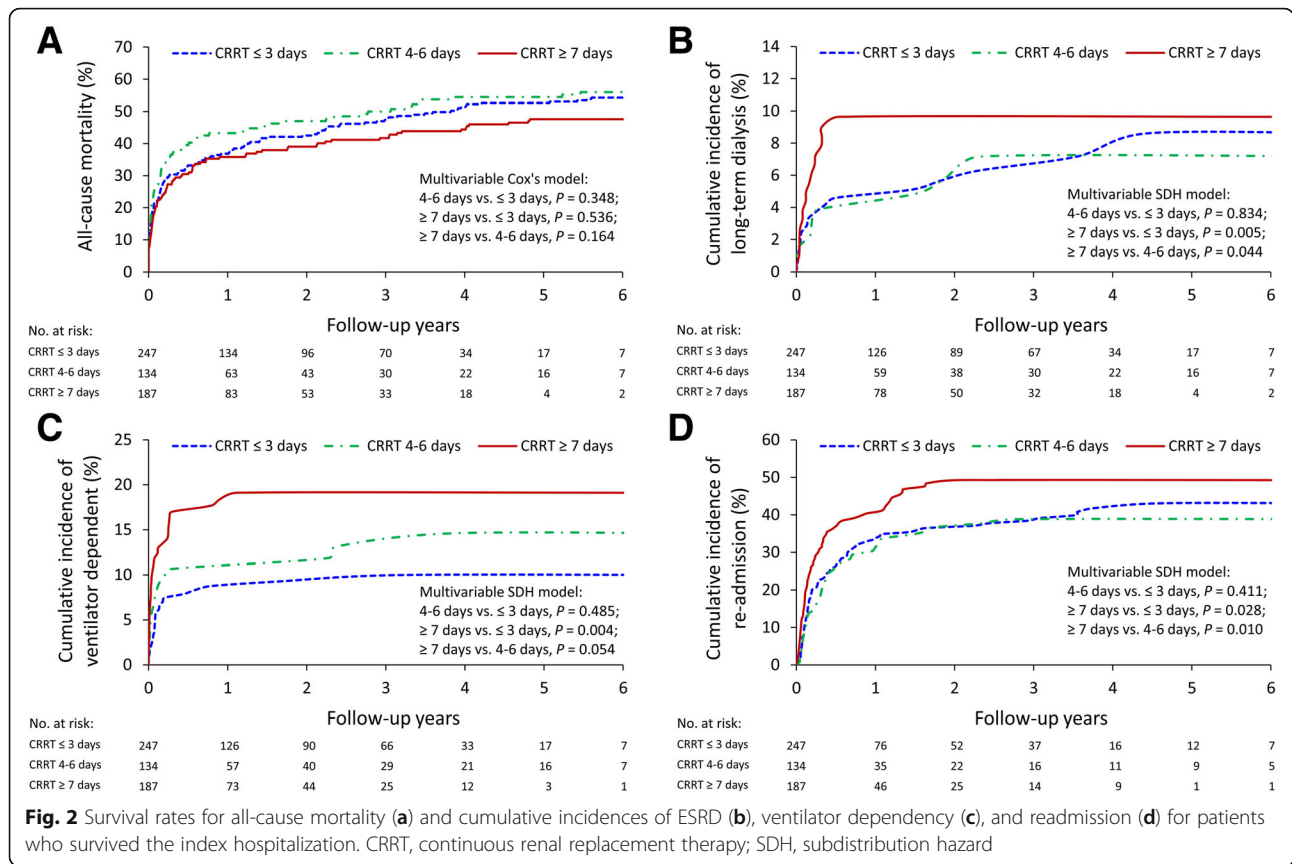 A
CRRT ≤ 3 days CRRT 4-6 days CRRT ≥ 7 days
All-cause mortality (%)
70
60
50
40
30
20
10
0
Multivariable Cox's model:
4-6 days vs. ≤ 3 days, P = 0.348;
≥ 7 days vs. ≤ 3 days, P = 0.536;
≥ 7 days vs. 4-6 days, P = 0.164
0 1 2 3 4 5 6
Follow-up years
No. at risk:
CRRT ≤ 3 days 247 134 96 70 34 17 7
CRRT 4-6 days 134 63 43 30 22 16 7
CRRT ≥ 7 days 187 83 53 33 18 4 2
B
CRRT ≤ 3 days CRRT 4-6 days CRRT ≥ 7 days
Cumulative incidence of
long-term dialysis (%)
14
12
10
8
6
4
2
0
Multivariable SDH model:
4-6 days vs. ≤ 3 days, P = 0.834;
≥ 7 days vs. ≤ 3 days, P = 0.005;
≥ 7 days vs. 4-6 days, P = 0.044
0 1 2 3 4 5 6
Follow-up years
No. at risk:
CRRT ≤ 3 days 247 126 89 67 34 17 7
CRRT 4-6 days 134 59 38 30 22 16 7
CRRT ≥ 7 days 187 78 50 32 18 4 2
C
CRRT ≤ 3 days CRRT 4-6 days CRRT ≥ 7 days
Cumulative incidence of
ventilator dependent (%)
25
20
15
10
5
0
Multivariable SDH model:
4-6 days vs. ≤ 3 days, P = 0.485;
≥ 7 days vs. ≤ 3 days, P = 0.004;
≥ 7 days vs. 4-6 days, P = 0.054
0 1 2 3 4 5 6
Follow-up years
No. at risk:
CRRT ≤ 3 days 247 126 90 66 33 17 7
CRRT 4-6 days 134 57 40 29 21 16 7
CRRT ≥ 7 days 187 73 44 25 12 3 1
D
CRRT ≤ 3 days CRRT 4-6 days CRRT ≥ 7 days
Cumulative incidence of
re-admission (%)
60
50
40
30
20
10
0
Multivariable SDH model:
4-6 days vs. ≤ 3 days, P = 0.411;
≥ 7 days vs. ≤ 3 days, P = 0.028;
≥ 7 days vs. 4-6 days, P = 0.010
0 1 2 3 4 5 6
Follow-up years
No. at risk:
CRRT ≤ 3 days 247 76 52 37 16 12 7
CRRT 4-6 days 134 35 22 16 11 9 5
CRRT ≥ 7 days 187 46 25 14 9 1 1
Fig. 2 Survival rates for all-cause mortality (a) and cumulative incidences of ESRD (b), ventilator dependency (c), and readmission (d) for patients
who survived the index hospitalization. CRRT, continuous renal replacement therapy; SDH, subdistribution hazard